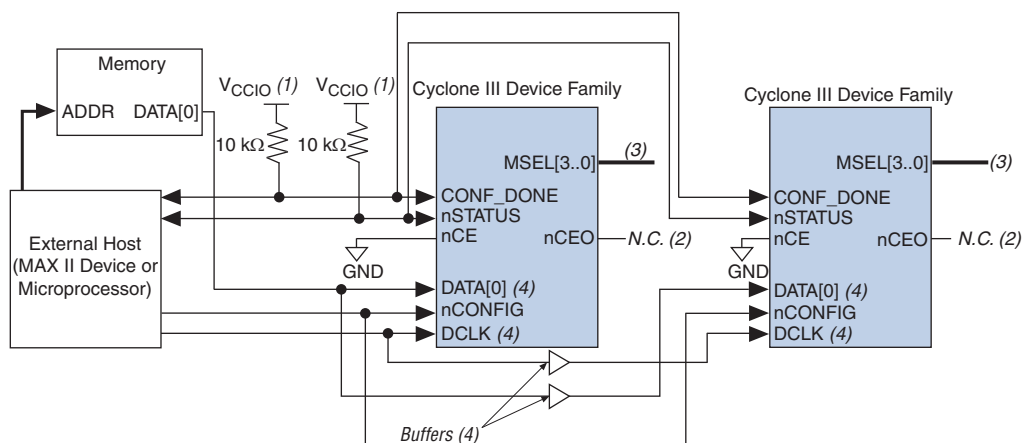 Memory
ADDR DATA[0]
VCCIO (1)
10 kΩ
VCCIO (1)
10 kΩ
External Host
(MAX II Device or
Microprocessor)
Cyclone III Device Family
MSEL[3..0]
(3)
CONF_DONE
nSTATUS
nCE
nCEO
N.C. (2)
GND
DATA[0] (4)
nCONFIG
DCLK (4)
Buffers (4)
Cyclone III Device Family
MSEL[3..0]
(3)
CONF_DONE
nSTATUS
nCE
nCEO
N.C. (2)
GND
DATA[0] (4)
nCONFIG
DCLK (4)